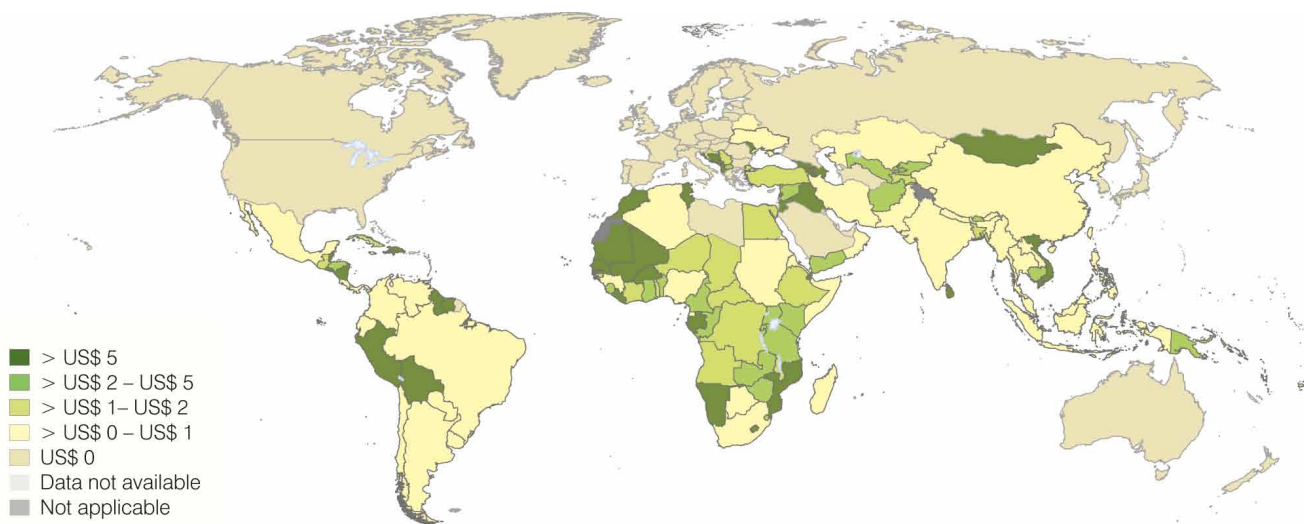 > US$ 5
> US$ 2 – US$ 5
> US$ 1– US$ 2
> US$ 0 – US$ 1
US$ 0
Data not available
Not applicable